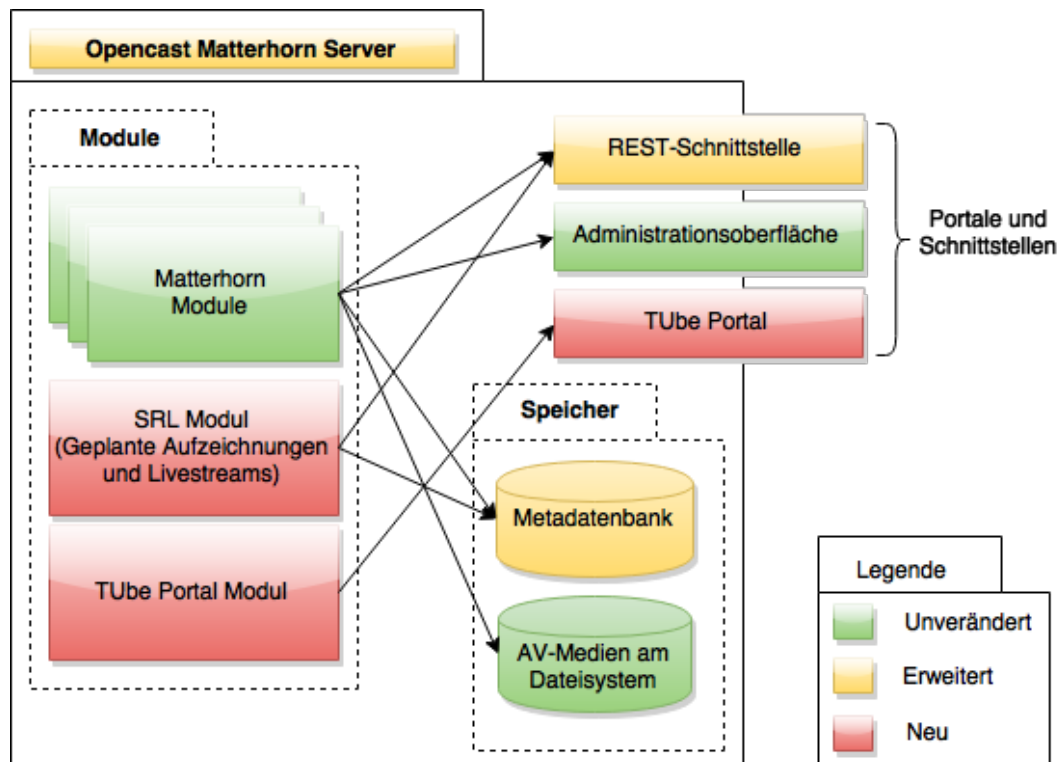 Opencast Matterhorn Server
Module
Matterhorn
Module
SRL Modul
(Geplante Aufzeichnungen
und Livestreams)
TUbe Portal Modul
REST-Schnittstelle
Administrationsoberfläche
TUbe Portal
Portale und
Schnittstellen
Speicher
Metadatenbank
AV-Medien am
Dateisystem
Legende
Unverändert
Erweitert
Neu